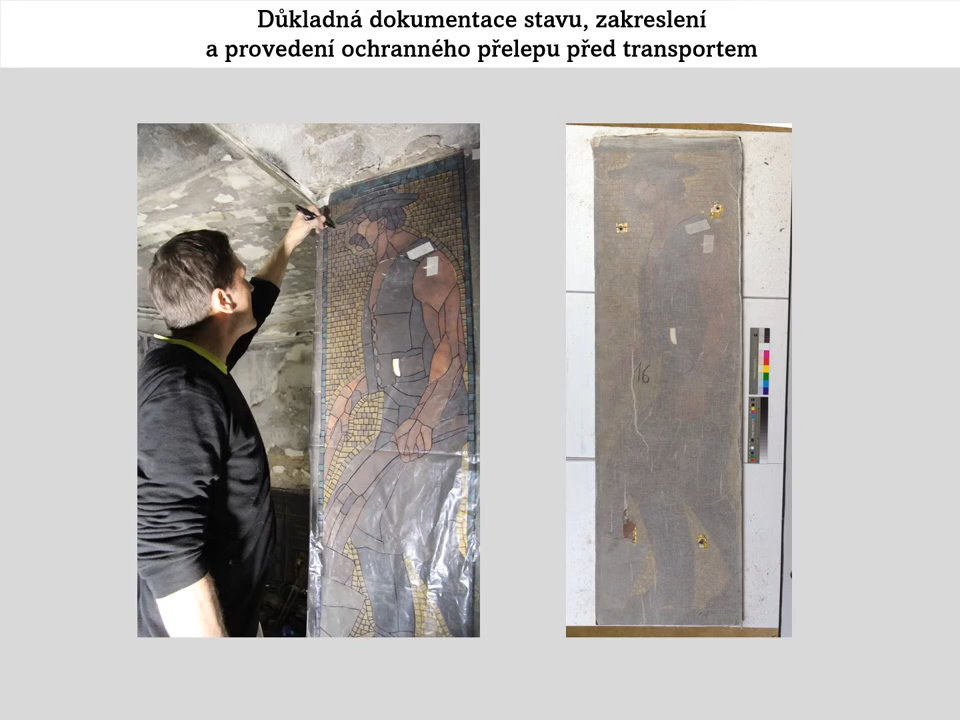 Důkladná dokumentace stavu, zakreslení
a provedení ochranného přelepu před transportem
16